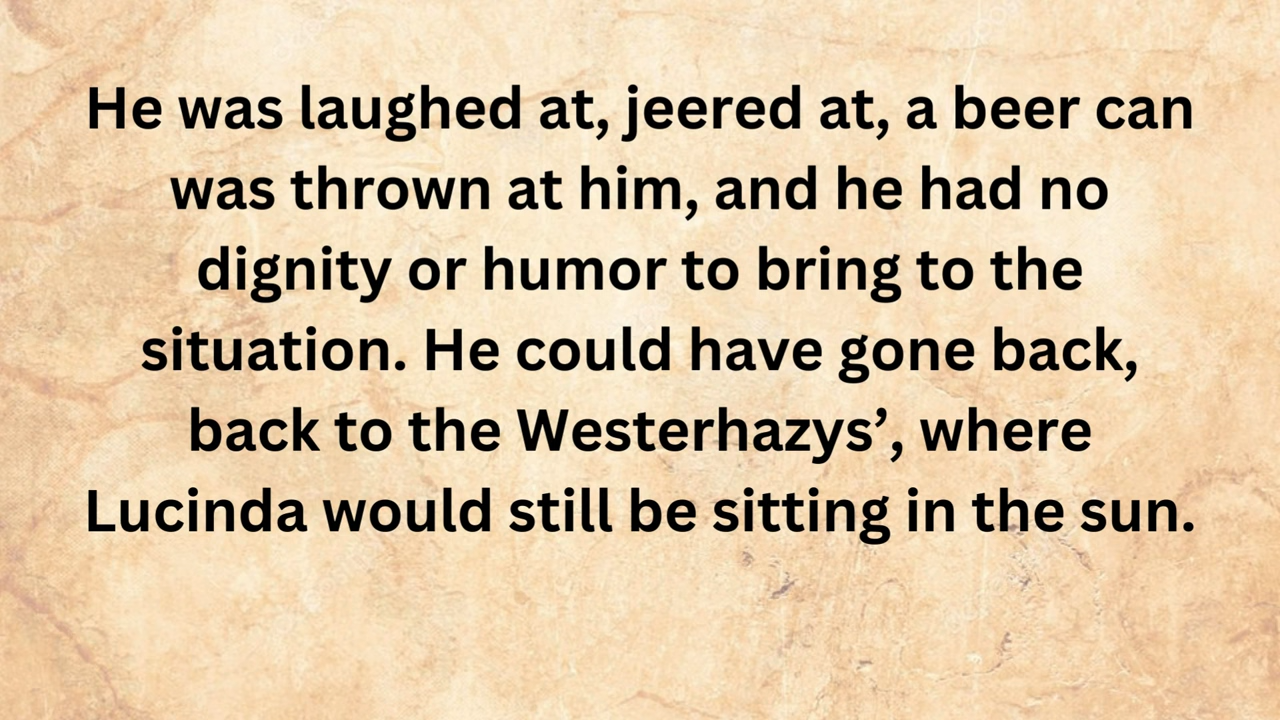 He was laughed at, jeered at, a beer can
was thrown at him, and he had no
dignity or humor to bring to the
situation. He could have gone back,
back to the Westerhazys’, where
Lucinda would still be sitting in the sun.